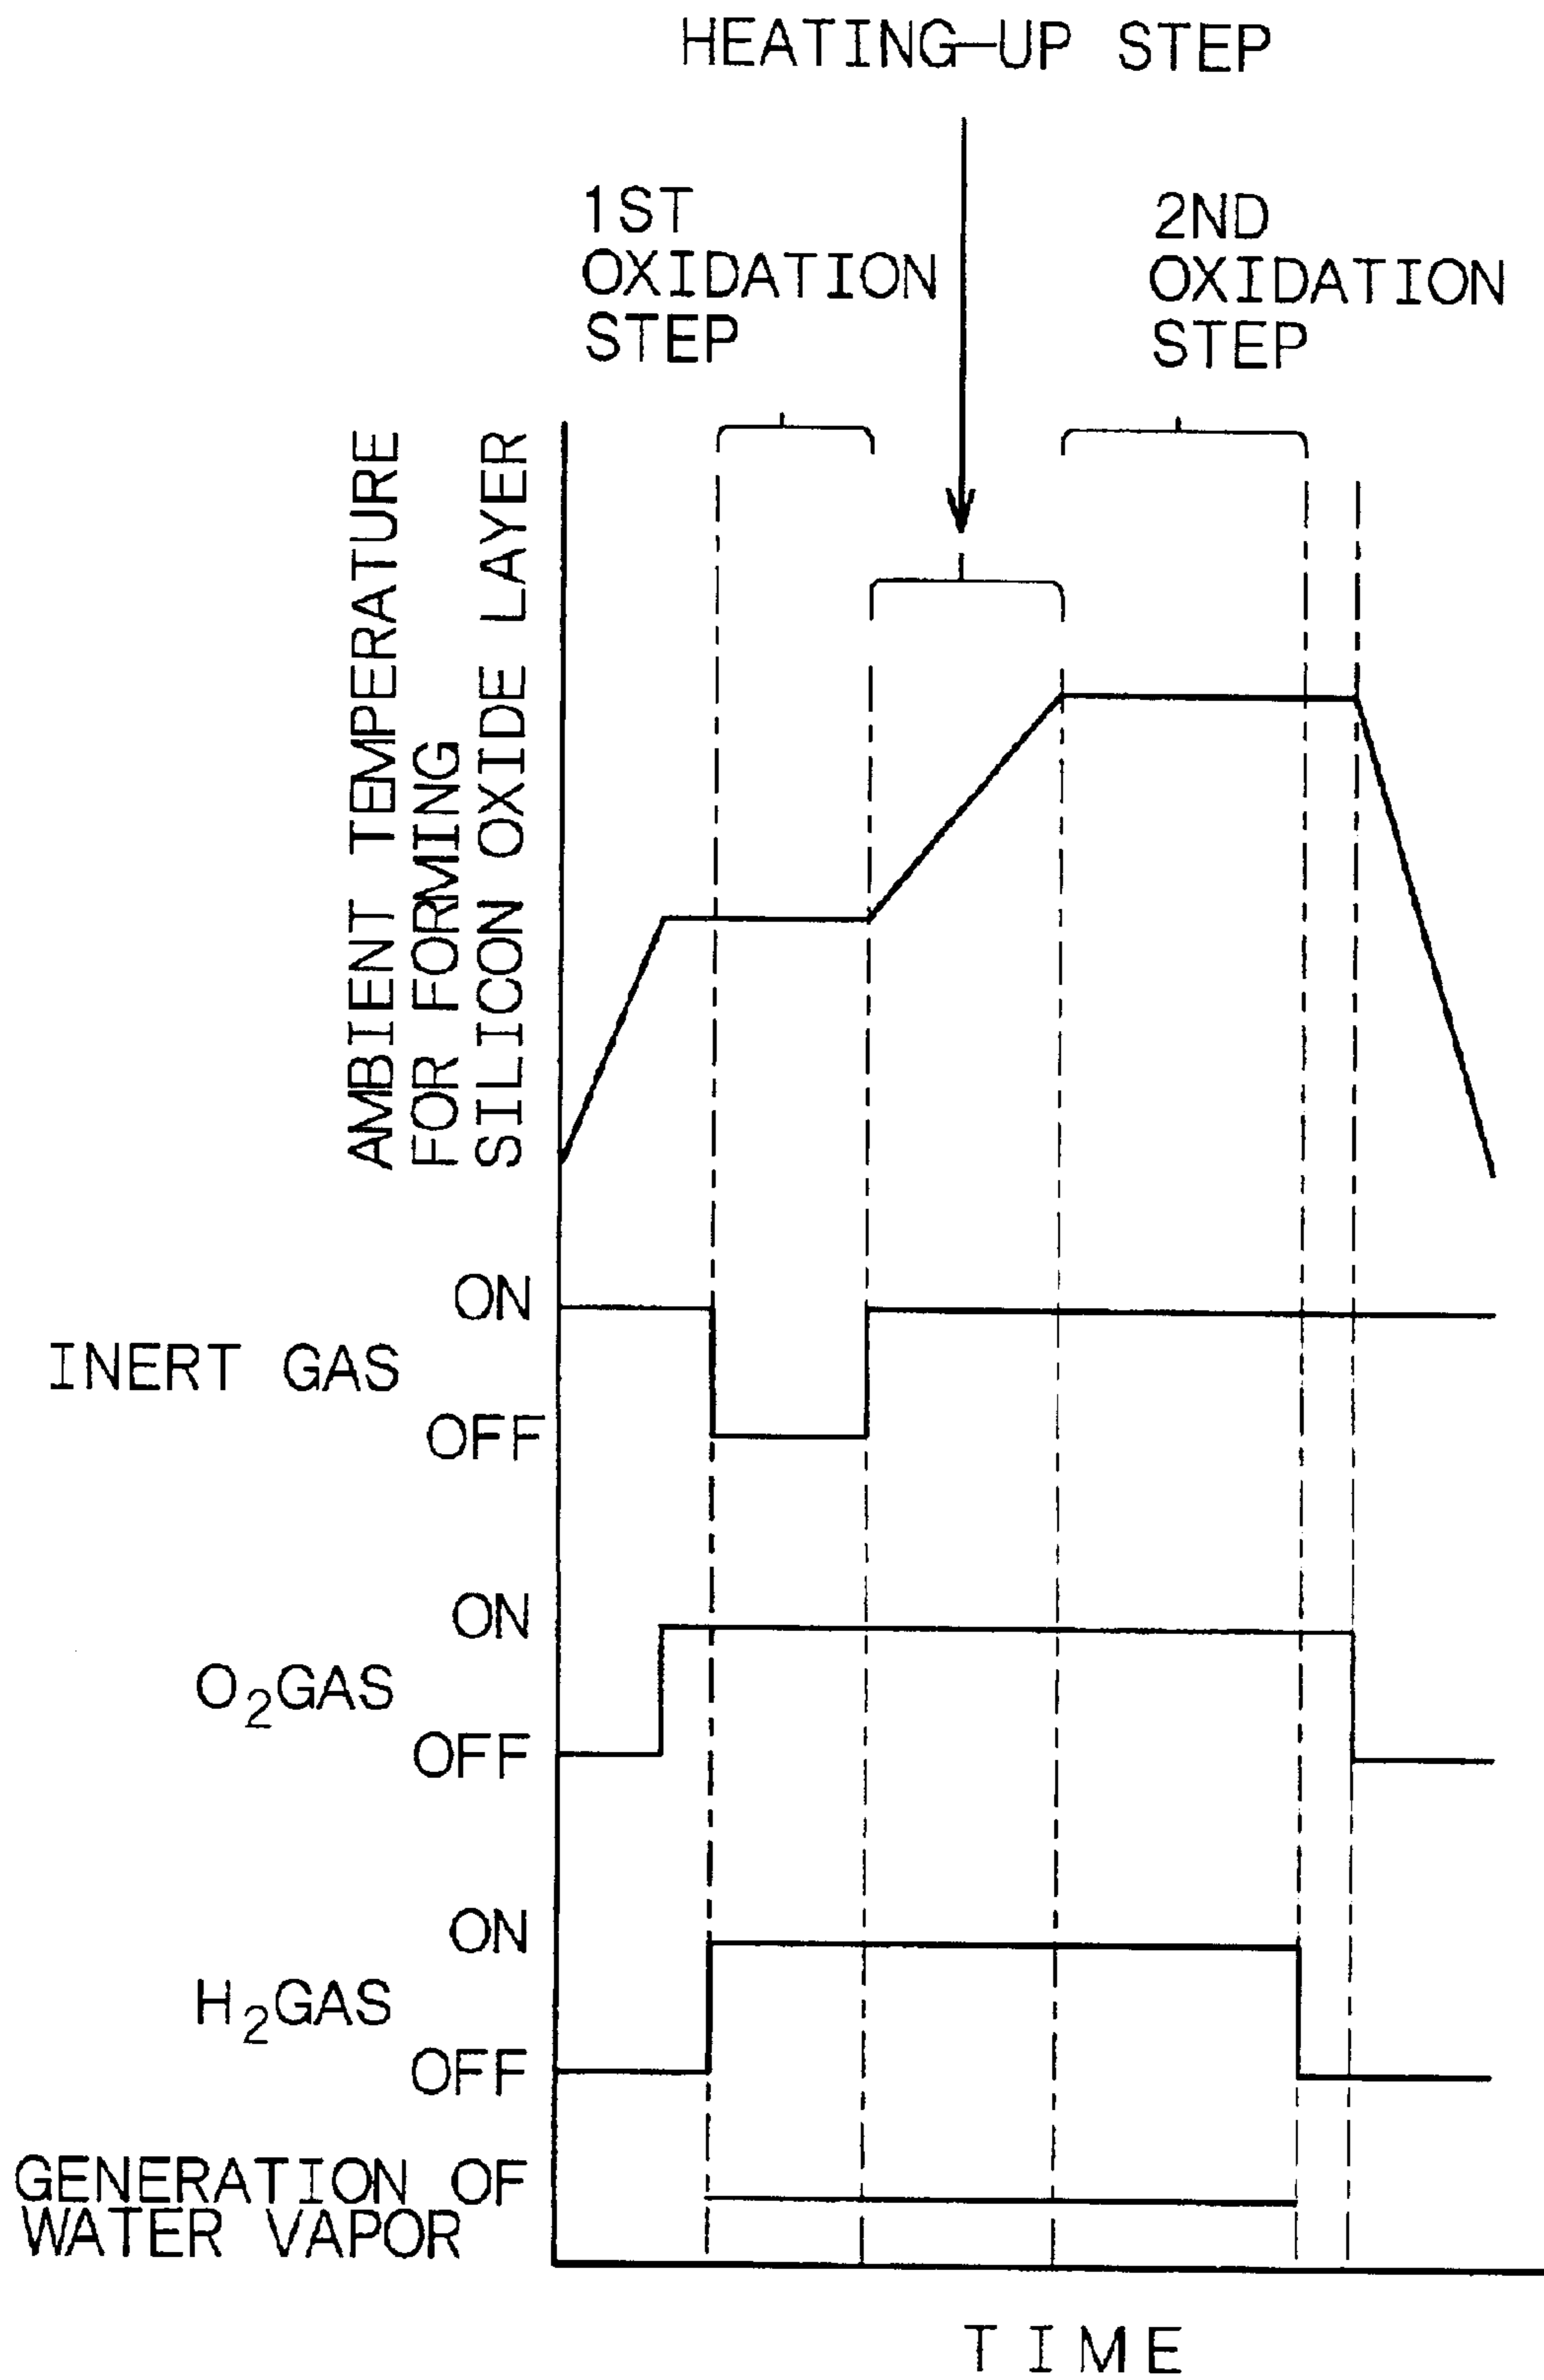 HEATING-UP STEP
1ST
OXIDATION
STEP
2ND
OXIDATION
STEP
AMBIENT TEMPERATURE
FOR FORMING
SILICON OXIDE LAYER
ON
INERT GAS
OFF
ON
O₂GAS
OFF
ON
H₂GAS
OFF
GENERATION OF
WATER VAPOR
TIME